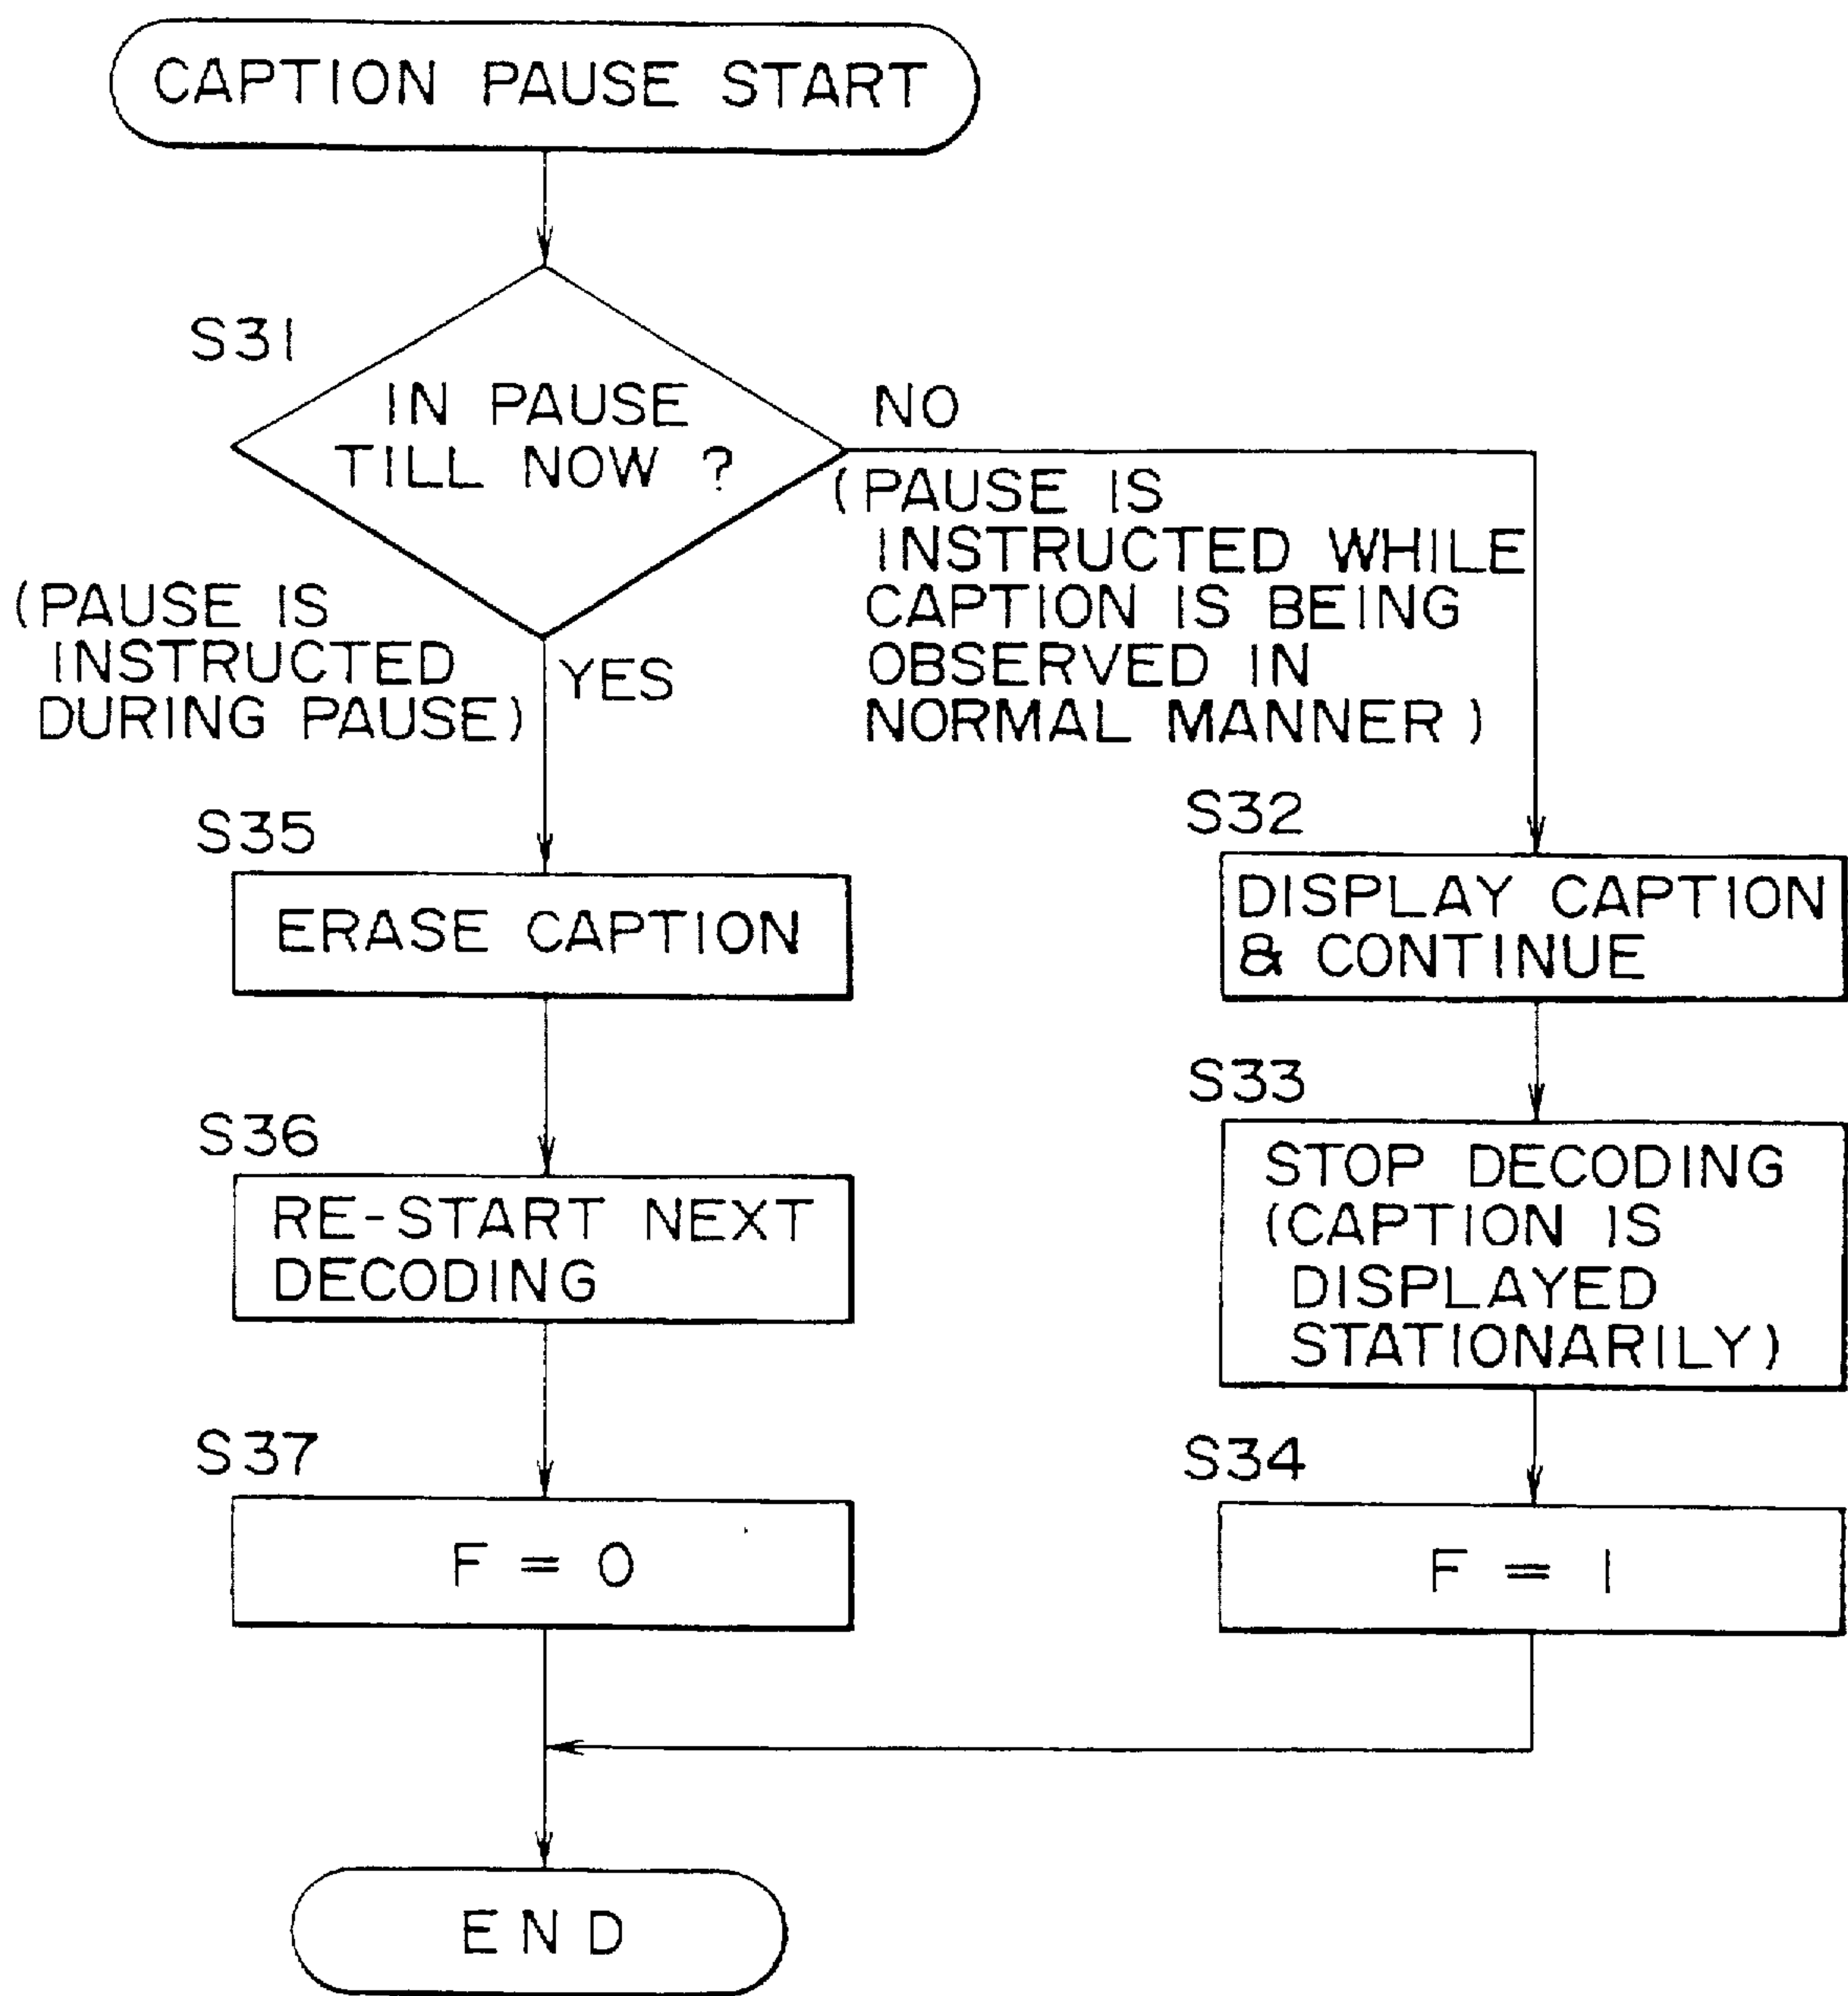 CAPTION PAUSE START
S31
IN PAUSE
TILL NOW ?
NO
(PAUSE IS
INSTRUCTED WHILE
CAPTION IS BEING
OBSERVED IN
NORMAL MANNER)
(PAUSE IS
INSTRUCTED
DURING PAUSE)
YES
S35
ERASE CAPTION
S36
RE-START NEXT
DECODING
S37
F = 0
S32
DISPLAY CAPTION
& CONTINUE
S33
STOP DECODING
(CAPTION IS
DISPLAYED
STATIONARILY)
S34
F = 1
END